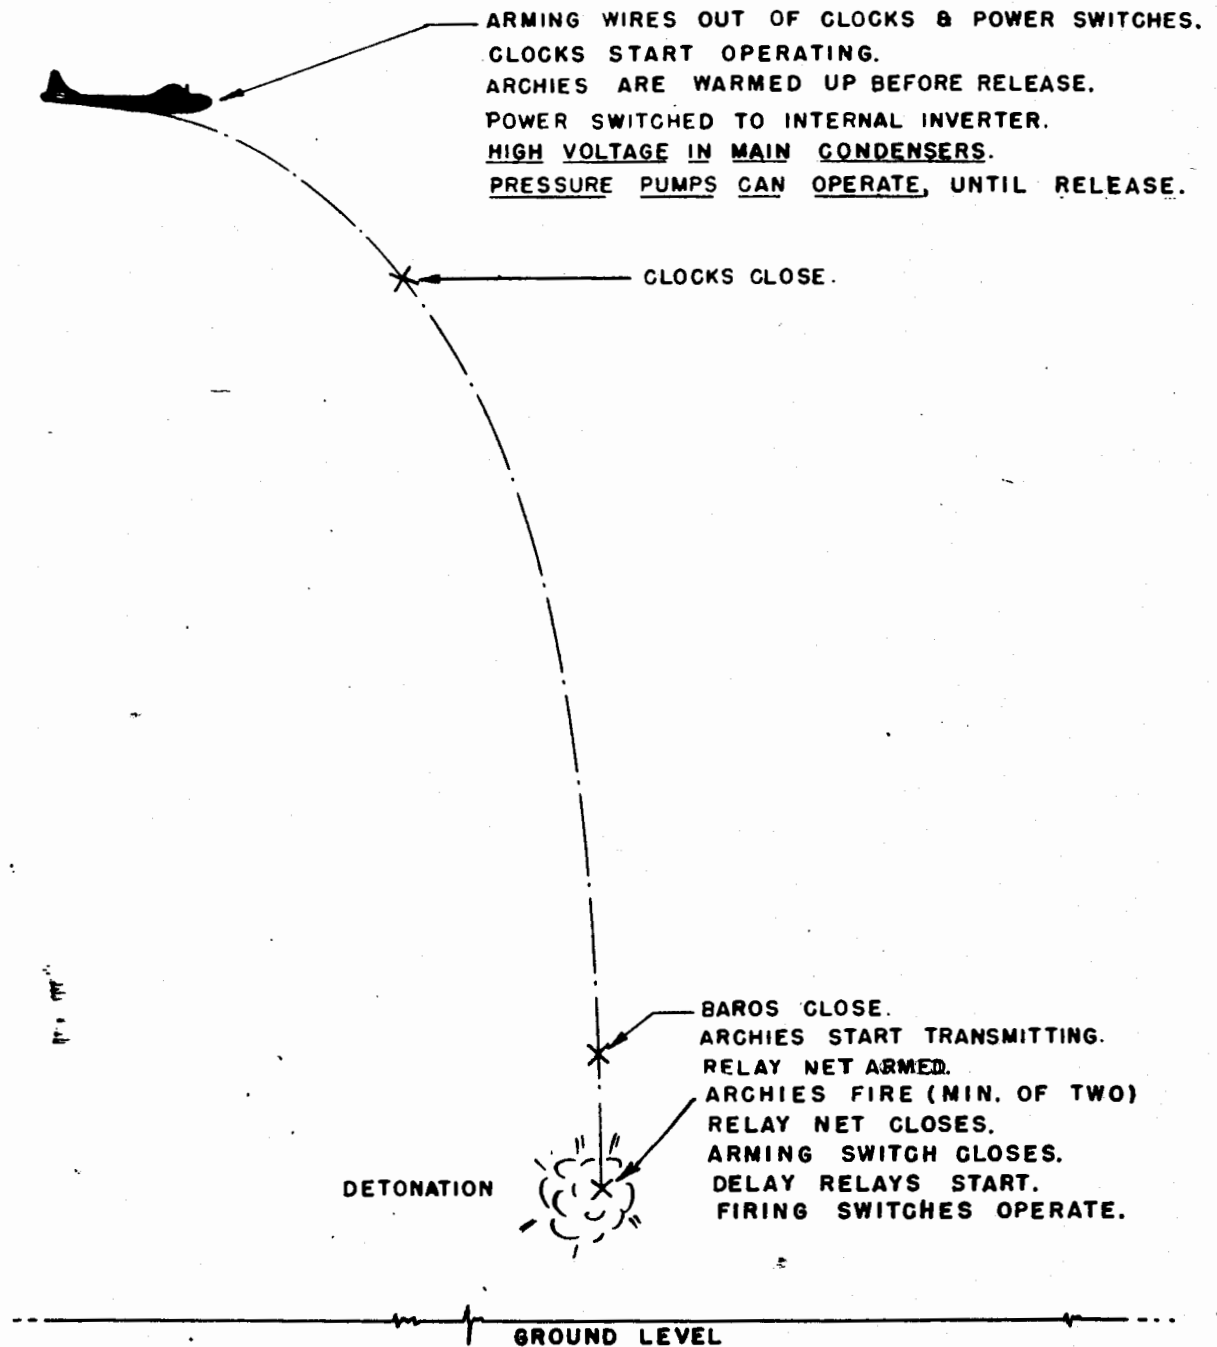 ARMING WIRES OUT OF CLOCKS & POWER SWITCHES.
CLOCKS START OPERATING.
ARCHIES ARE WARMED UP BEFORE RELEASE.
POWER SWITCHED TO INTERNAL INVERTER.
HIGH VOLTAGE IN MAIN CONDENSERS.
PRESSURE PUMPS CAN OPERATE, UNTIL RELEASE.
CLOCKS CLOSE.
BAROS CLOSE.
ARCHIES START TRANSMITTING.
RELAY NET ARMED.
ARCHIES FIRE (MIN. OF TWO)
RELAY NET CLOSES.
ARMING SWITCH CLOSES.
DETONATION
DELAY RELAYS START.
FIRING SWITCHES OPERATE.
GROUND LEVEL